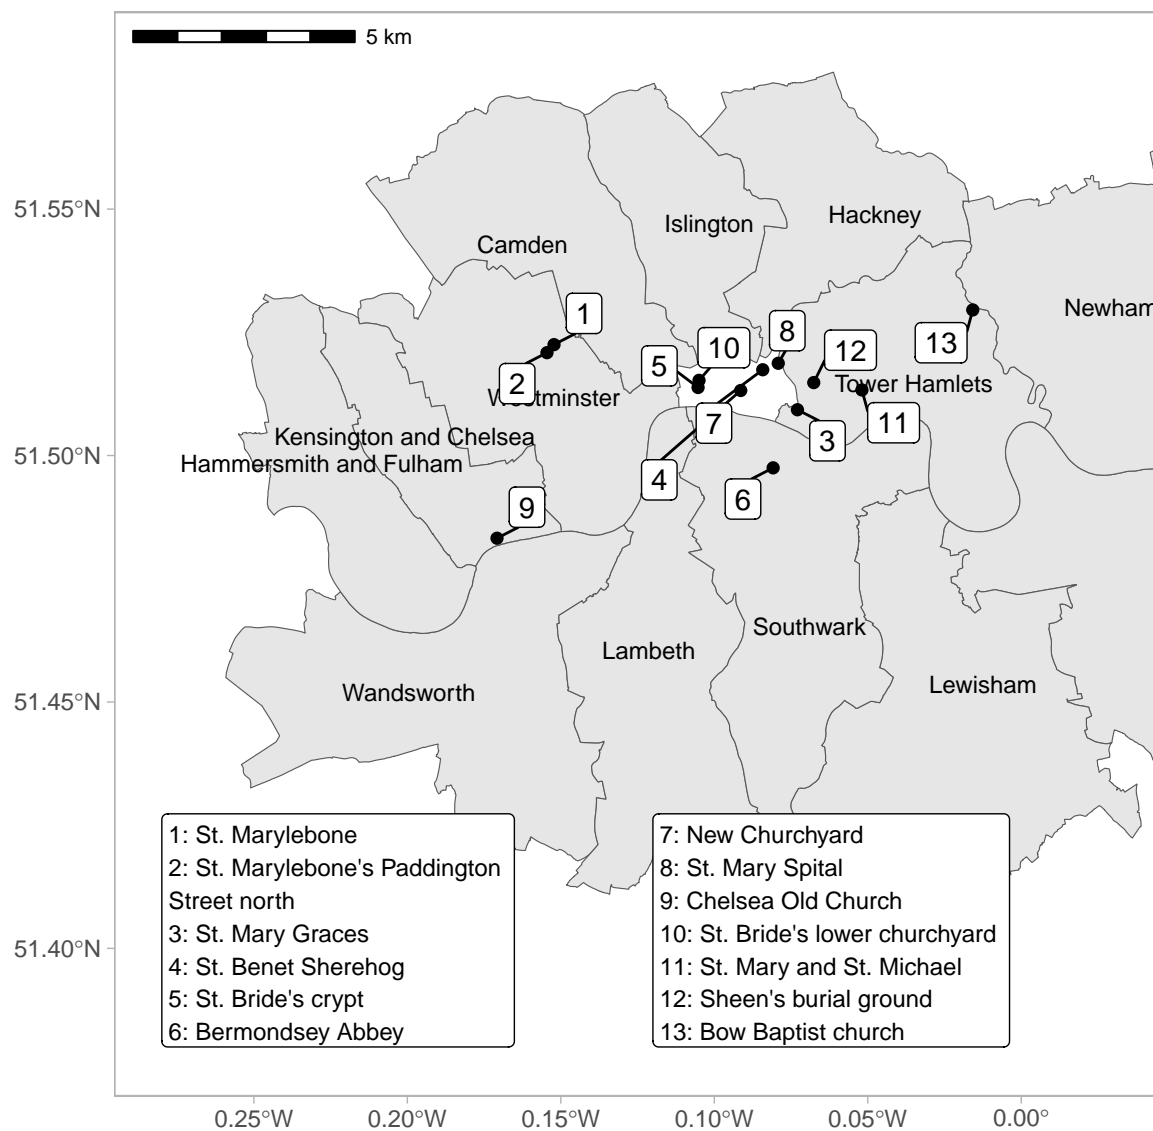 5 km
51.55°N
51.50°N
51.45°N
51.40°N
Hackney
Islington
Camden
Newham
1
8
10
12
13
5
2
Westminster
Tower Hamlets
7
11
3
Kensington and Chelsea
Hammersmith and Fulham
4
6
9
Southwark
Lambeth
Lewisham
Wandsworth
1: St. Marylebone
2: St. Marylebone's Paddington
Street north
3: St. Mary Graces
4: St. Benet Sherehog
5: St. Bride's crypt
6: Bermondsey Abbey
7: New Churchyard
8: St. Mary Spital
9: Chelsea Old Church
10: St. Bride's lower churchyard
11: St. Mary and St. Michael
12: Sheen's burial ground
13: Bow Baptist church
0.25°W
0.20°W
0.15°W
0.10°W
0.05°W
0.00°